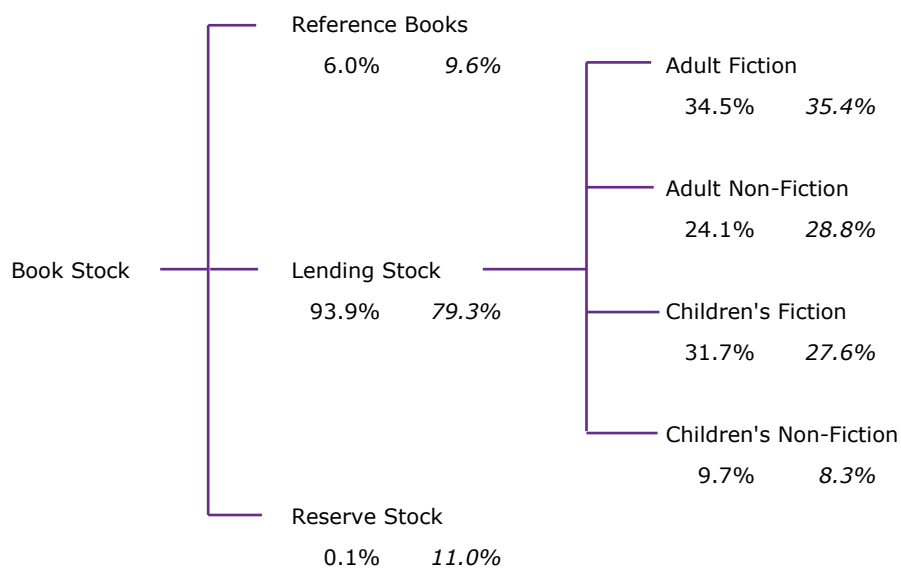 Reference Books
6.0% 9.6%
Adult Fiction
34.5% 35.4%
Adult Non-Fiction
24.1% 28.8%
Book Stock
Lending Stock
93.9% 79.3%
Children's Fiction
31.7% 27.6%
Children's Non-Fiction
9.7% 8.3%
Reserve Stock
0.1% 11.0%